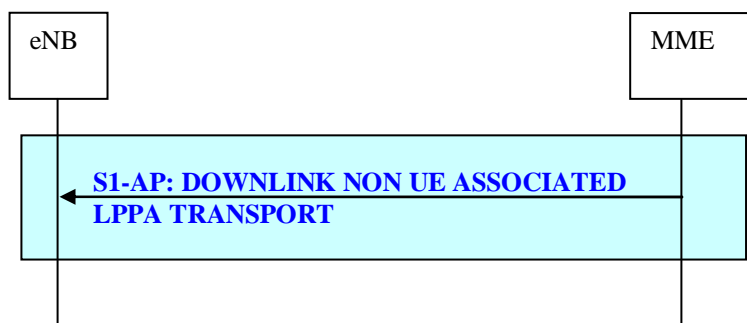 eNB
MME
S1-AP: DOWNLINK NON UE ASSOCIATED
LPPA TRANSPORT